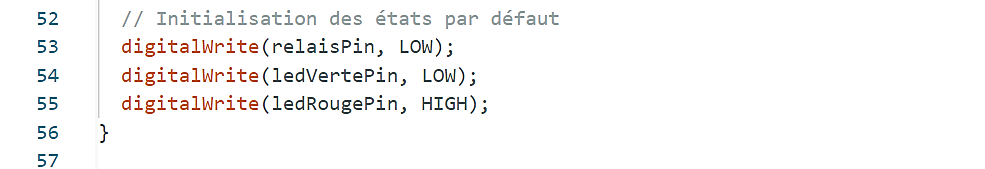 52 // Initialisation des états par défaut
53 digitalWrite(relaisPin, LOW);
54 digitalWrite(ledVertePin, LOW);
55 digitalWrite(ledRougePin, HIGH);
56 }
57